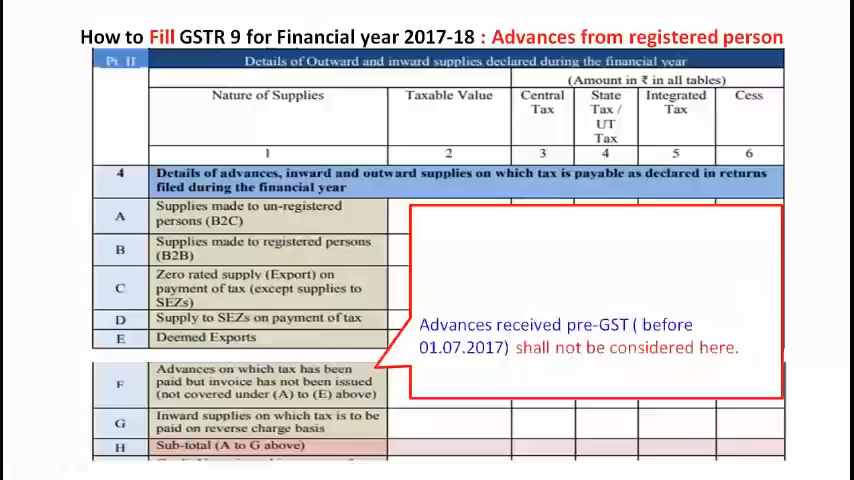 How to Fill GSTR 9 for Financial year 2017-18 : Advances from registered person
Pt. II
Details of Outward and inward supplies declared during the financial year
(Amount in ₹ in all tables)
Nature of Supplies
Taxable Value
Central
Tax
State
Tax /
UT
Tax
Integrated
Tax
Cess
1
2
3
4
5
6
4
Details of advances, inward and outward supplies on which tax is payable as declared in returns
filed during the financial year
A
Supplies made to un-registered
persons (B2C)
B
Supplies made to registered persons
(B2B)
C
Zero rated supply (Export) on
payment of tax (except supplies to
SEZs)
D
Supply to SEZs on payment of tax
E
Deemed Exports
Advances received pre-GST ( before
01.07.2017) shall not be considered here.
F
Advances on which tax has been
paid but invoice has not been issued
(not covered under (A) to (E) above)
G
Inward supplies on which tax is to be
paid on reverse charge basis
H
Sub-total (A to G above)